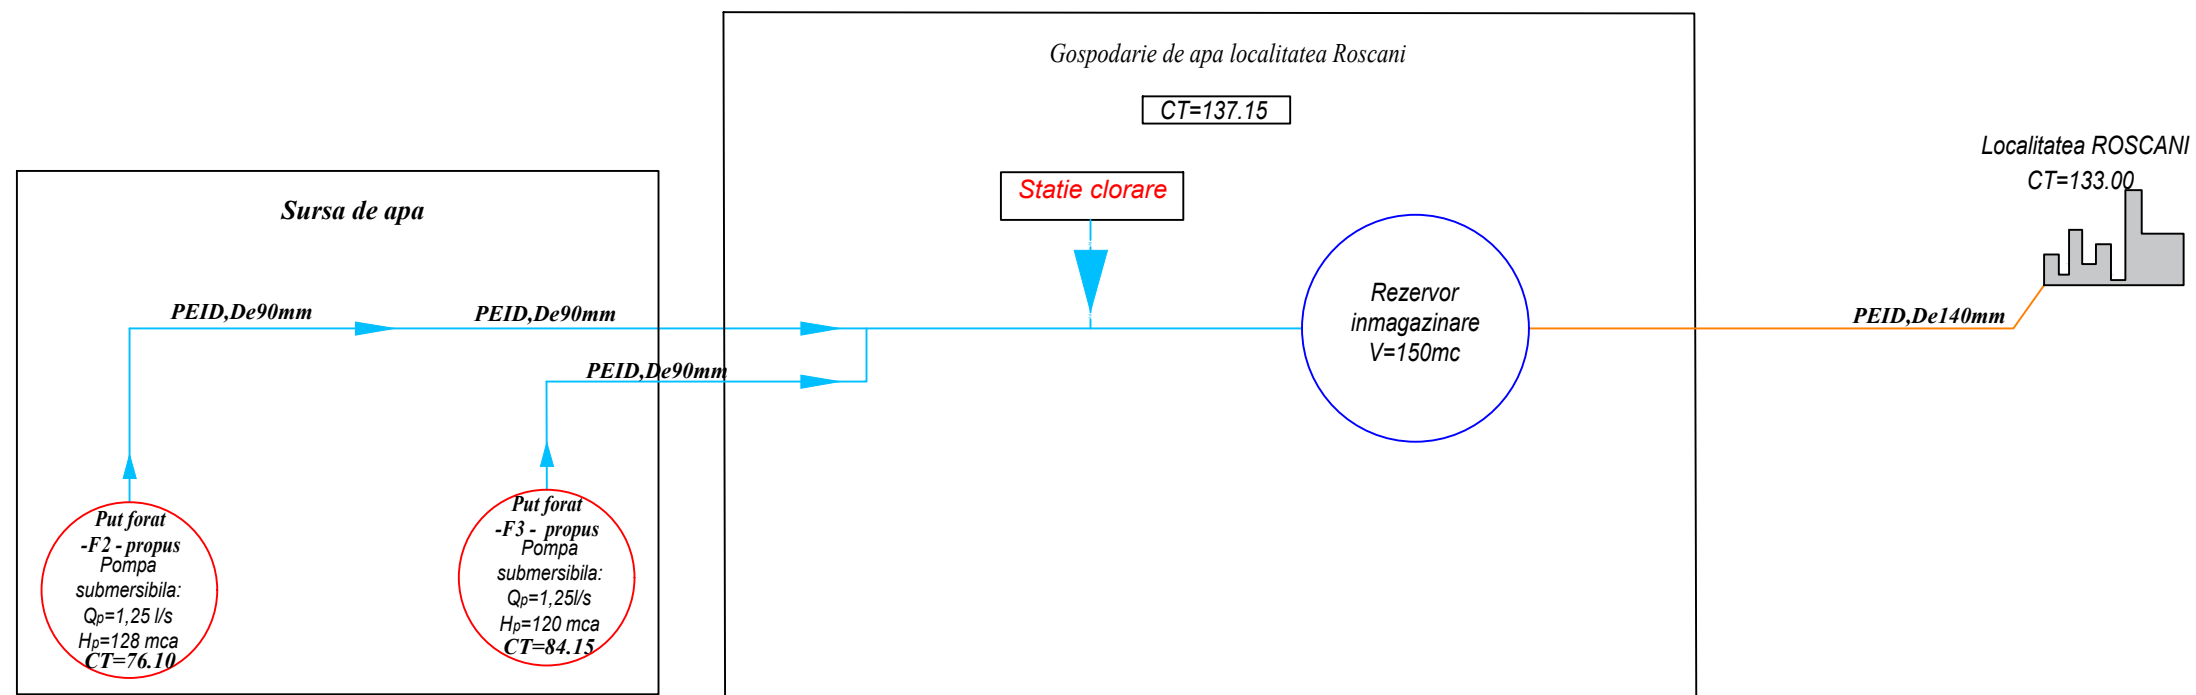 Gospodarie de apa localitatea Roscani
CT=137.15
Localitatea ROSCANI
CT=133.00
Statie clorare
Sursa de apa
PEID,De90mm
PEID,De90mm
PEID,De90mm
Rezervor
inmagazinare
V=150mc
PEID,De140mm
Put forat
-F2 - propus
Pompa
submersibila:
Qp=1,25 l/s
Hp=128 mca
CT=76.10
Put forat
-F3 - propus
Pompa
submersibila:
Qp=1,25l/s
Hp=120 mca
CT=84.15